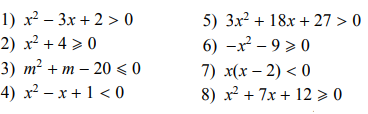 1) x² – 3x + 2 > 0
2) x² + 4 ⩾ 0
3) m² + m – 20 ⩽ 0
4) x² – x + 1 < 0
5) 3x² + 18x + 27 > 0
6) –x² – 9 ⩾ 0
7) x(x – 2) < 0
8) x² + 7x + 12 ⩾ 0